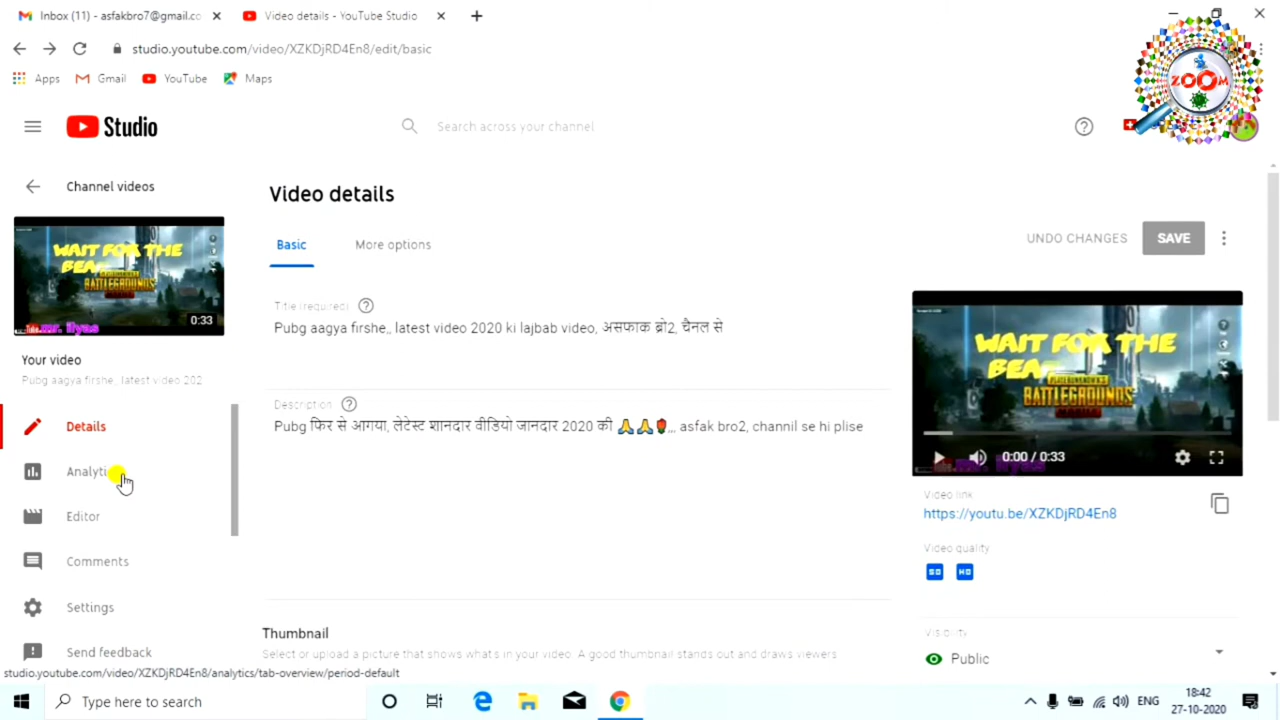 Inbox (11) - asfakbro7@gmail.co
Video details - YouTube Studio
studio.youtube.com/video/XZKDjRD4En8/edit/basic
Apps Gmail YouTube Maps
ZOOM
Studio
Search across your channel
Channel videos
Video details
Basic
More options
UNDO CHANGES
SAVE
WAIT FOR THE
BEA
BATTLEGROUNDS
mr. ilyas
0:33
Title (required)
Pubg aagya firshe,, latest video 2020 ki lajbab video, असफाक ब्रो2, चैनल से
WAIT FOR THE
BEA
BATTLEGROUNDS
0:00 / 0:33
Your video
Pubg aagya firshe,, latest video 202
Description
Pubg फिर से आगया, लेटेस्ट शानदार वीडियो जानदार 2020 की 🙏🙏🌹,,, asfak bro2, channil se hi plise
Details
Analyti
Editor
Comments
Settings
Send feedback
Video link
https://youtu.be/XZKDjRD4En8
Video quality
SD HD
Visibility
Public
Thumbnail
Select or upload a picture that shows what's in your video. A good thumbnail stands out and draws viewers
studio.youtube.com/video/XZKDjRD4En8/analytics/tab-overview/period-default
Type here to search
ENG
18:42
27-10-2020